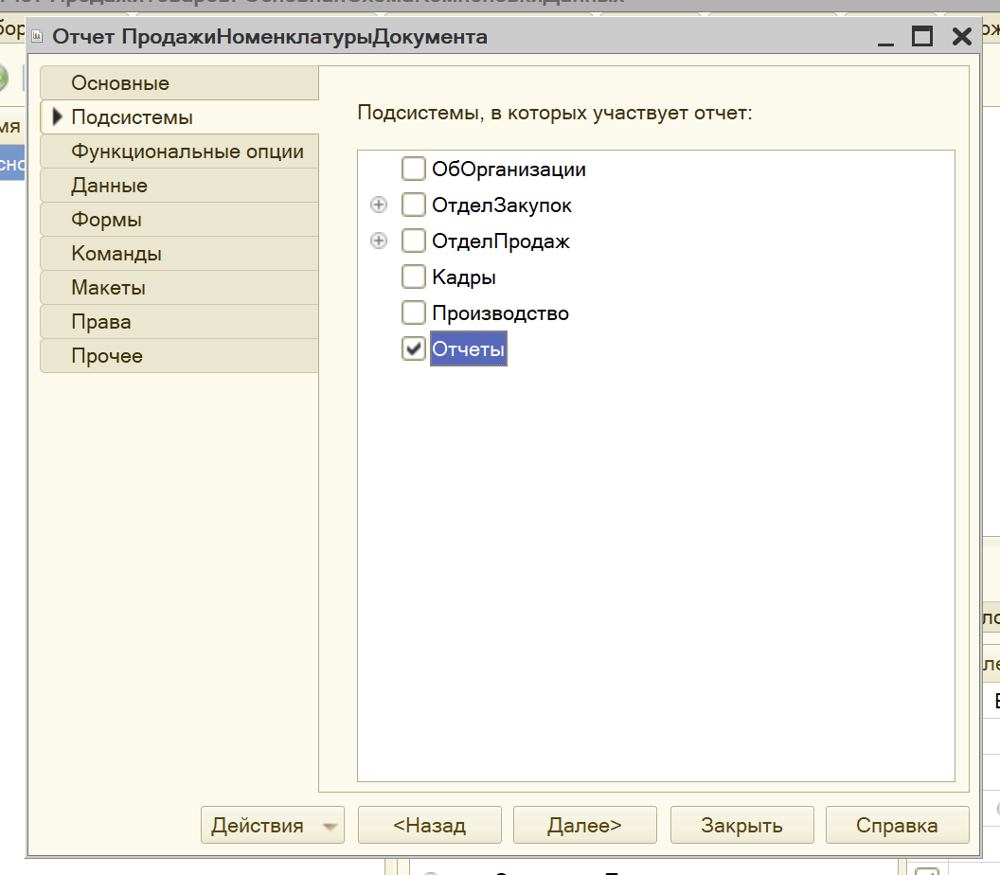 Отчет ПродажиНоменклатурыДокумента
Основные
Подсистемы
Функциональные опции
Данные
Формы
Команды
Макеты
Права
Прочее
Подсистемы, в которых участвует отчет:
ОбОрганизации
ОтделЗакупок
ОтделПродаж
Кадры
Производство
Отчеты
Действия
<Назад
Далее>
Закрыть
Справка